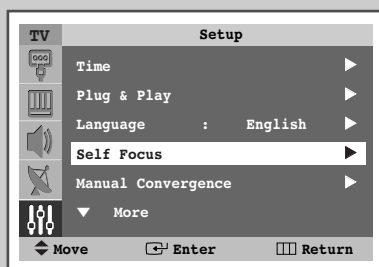 TV Setup
Time
Plug & Play
Language : English
Self Focus
Manual Convergence
▼ More
Move Enter Return